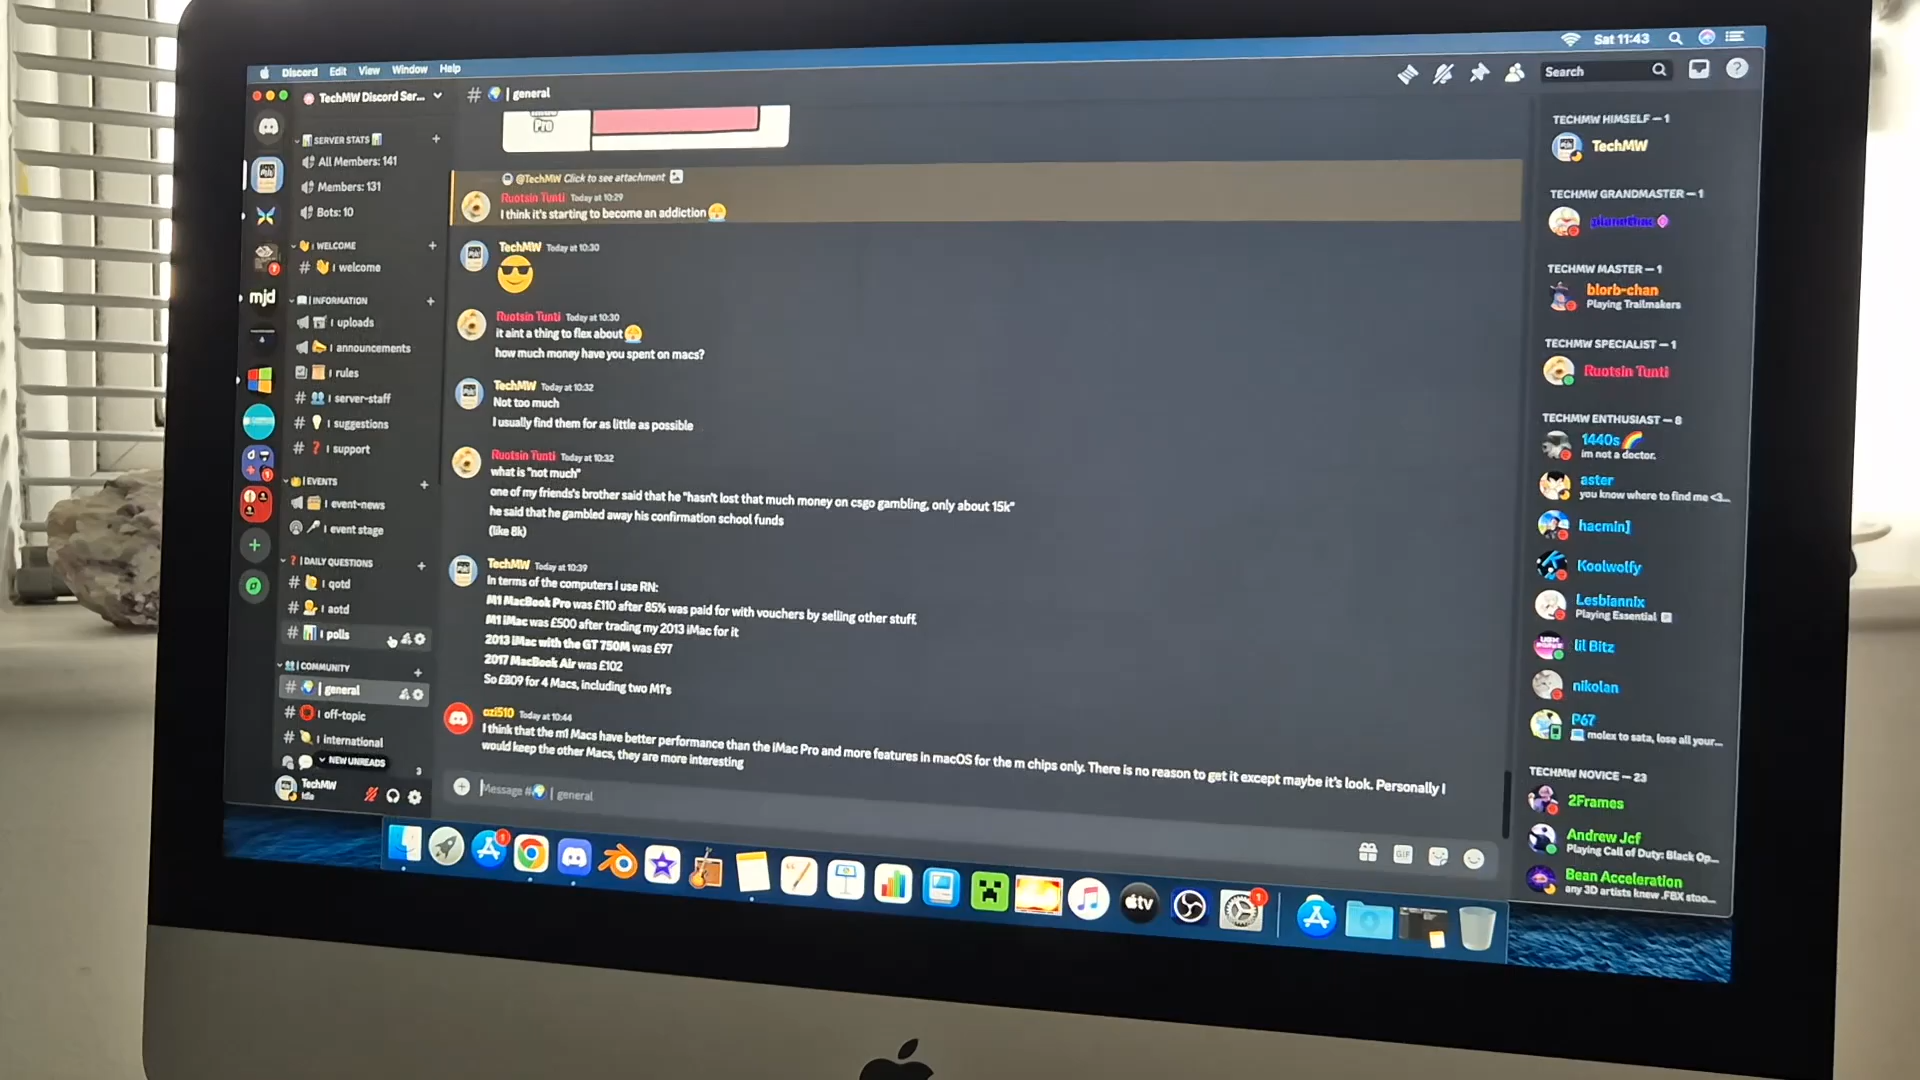 Discord Edit View Window Help
Sat 11:43
TechMW Discord Ser...
# | general
Search
SERVER STATS
All Members: 141
Members: 131
Bots: 10
| WELCOME
# | welcome
| INFORMATION
| uploads
| announcements
| rules
# | server-staff
# | suggestions
# | support
| EVENTS
| event-news
| event stage
| DAILY QUESTIONS
# | qotd
# | aotd
# | polls
| COMMUNITY
# | general
# | off-topic
# | international
NEW UNREADS
3
TechMW
Idle
mjd
Pro
@TechMW Click to see attachment
Ruotsin Tunti Today at 10:29
I think it's starting to become an addiction
TechMW Today at 10:30
Ruotsin Tunti Today at 10:30
it aint a thing to flex about
how much money have you spent on macs?
TechMW Today at 10:32
Not too much
I usually find them for as little as possible
Ruotsin Tunti Today at 10:32
what is "not much"
one of my friends's brother said that he "hasn't lost that much money on csgo gambling, only about 15k"
he said that he gambled away his confirmation school funds
(like 8k)
TechMW Today at 10:39
In terms of the computers I use RN:
M1 MacBook Pro was £110 after 85% was paid for with vouchers by selling other stuff.
M1 iMac was £500 after trading my 2013 iMac for it
2013 iMac with the GT 750M was £97
2017 MacBook Air was £102
So £809 for 4 Macs, including two M1's
azi510 Today at 10:44
I think that the m1 Macs have better performance than the iMac Pro and more features in macOS for the m chips only. There is no reason to get it except maybe it's look. Personally I
would keep the other Macs, they are more interesting
Message # | general
GIF
TECHMW HIMSELF — 1
TechMW
TECHMW GRANDMASTER — 1
TECHMW MASTER — 1
blorb-chan
Playing Trailmakers
TECHMW SPECIALIST — 1
Ruotsin Tunti
TECHMW ENTHUSIAST — 8
1440s
im not a doctor.
aster
you know where to find me <3...
hacmin]
Koolwolfy
Lesbiannix
Playing Essential
lil Bitz
nikolan
P67
molex to sata, lose all your...
TECHMW NOVICE — 23
2Frames
Andrew Jcf
Playing Call of Duty: Black Op...
Bean Acceleration
any 3D artists knew .FBX stoo...
tv